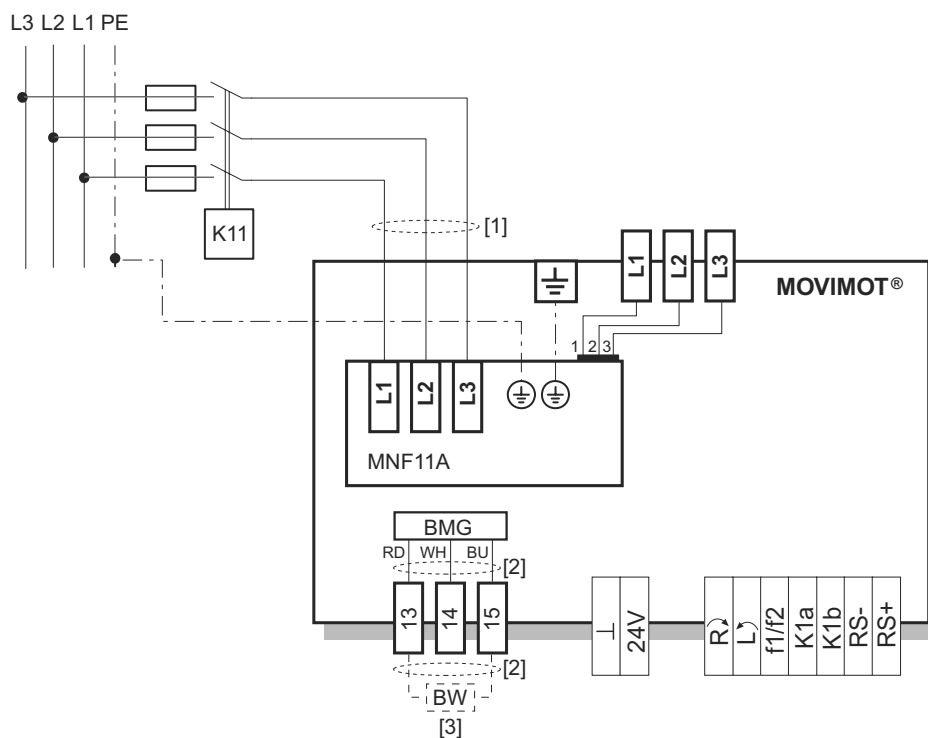 L3 L2 L1 PE
K11
[1]
L1
L2
L3
MOVIMOT®
1 2 3
L1
L2
L3
MNF11A
BMG
RD WH BU
[2]
13
14
15
[2]
BW
[3]
⊥
24V
R
L
f1/f2
K1a
K1b
RS-
RS+